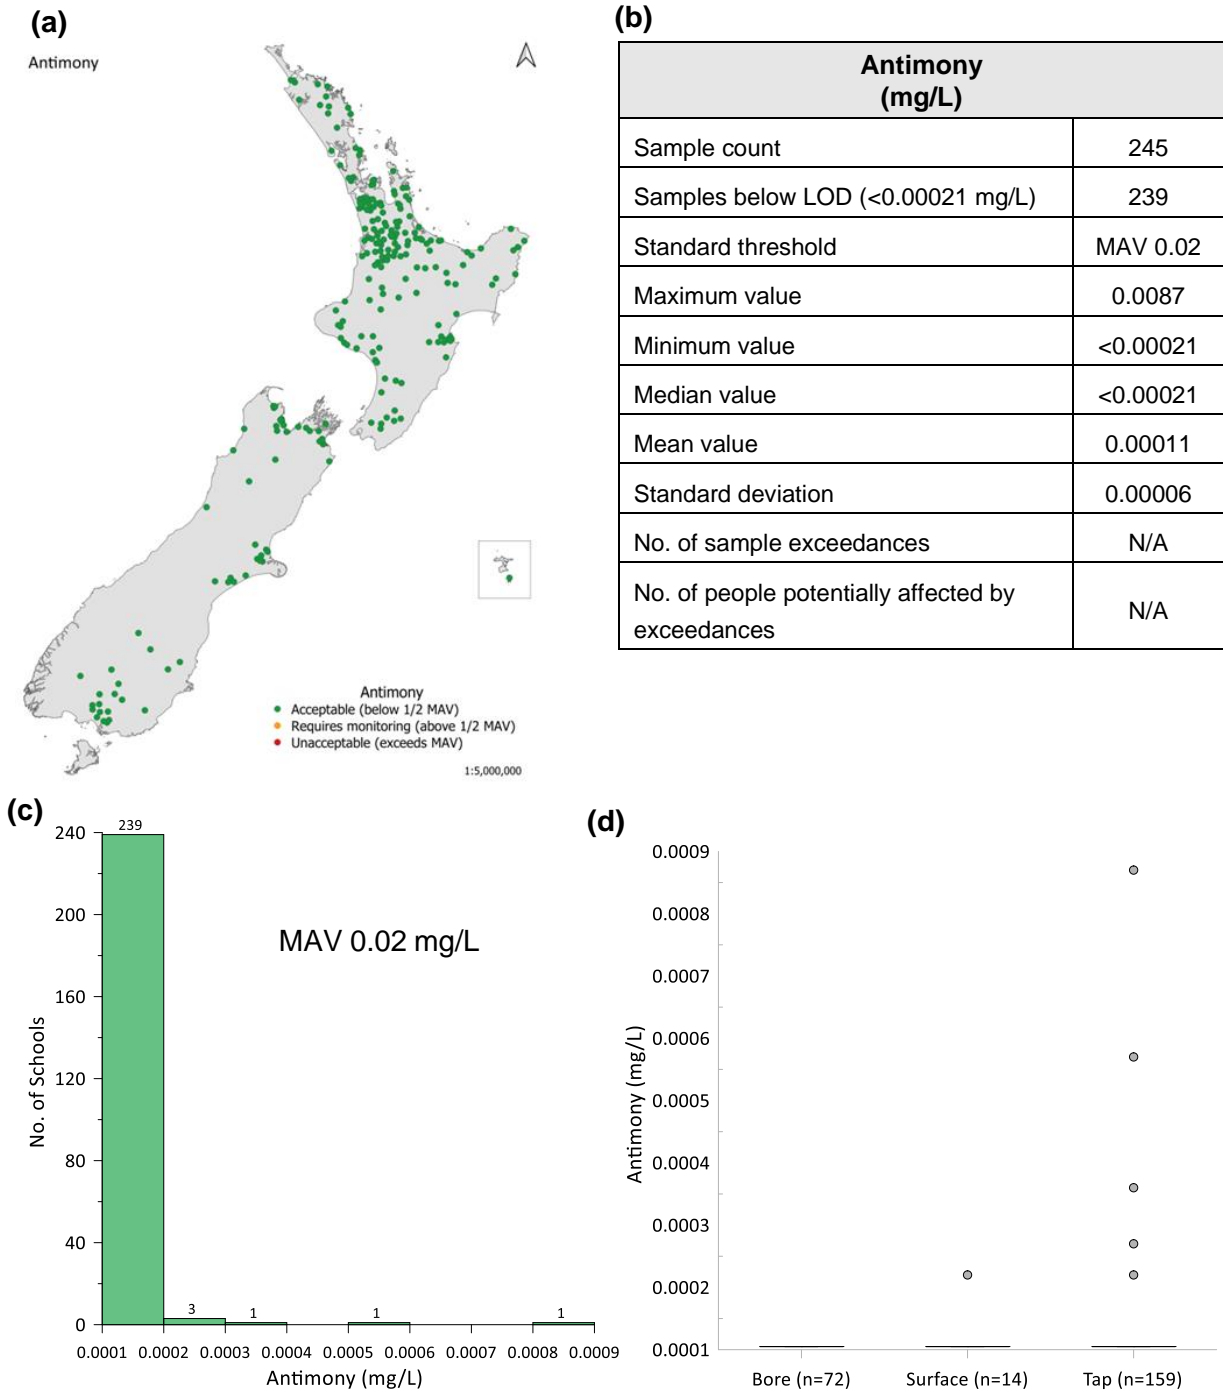 (a)
Antimony
Antimony
Acceptable (below 1/2 MAV)
Requires monitoring (above 1/2 MAV)
Unacceptable (exceeds MAV)
1:5,000,000
(b)
Antimony
(mg/L)
Sample count 245
Samples below LOD (<0.00021 mg/L) 239
Standard threshold MAV 0.02
Maximum value 0.0087
Minimum value <0.00021
Median value <0.00021
Mean value 0.00011
Standard deviation 0.00006
No. of sample exceedances N/A
No. of people potentially affected by
exceedances N/A
(c)
No. of Schools
240
200
160
120
80
40
0
239
3
1
1
1
MAV 0.02 mg/L
0.0001 0.0002 0.0003 0.0004 0.0005 0.0006 0.0007 0.0008 0.0009
Antimony (mg/L)
(d)
Antimony (mg/L)
0.0009
0.0008
0.0007
0.0006
0.0005
0.0004
0.0003
0.0002
0.0001
Bore (n=72) Surface (n=14) Tap (n=159)